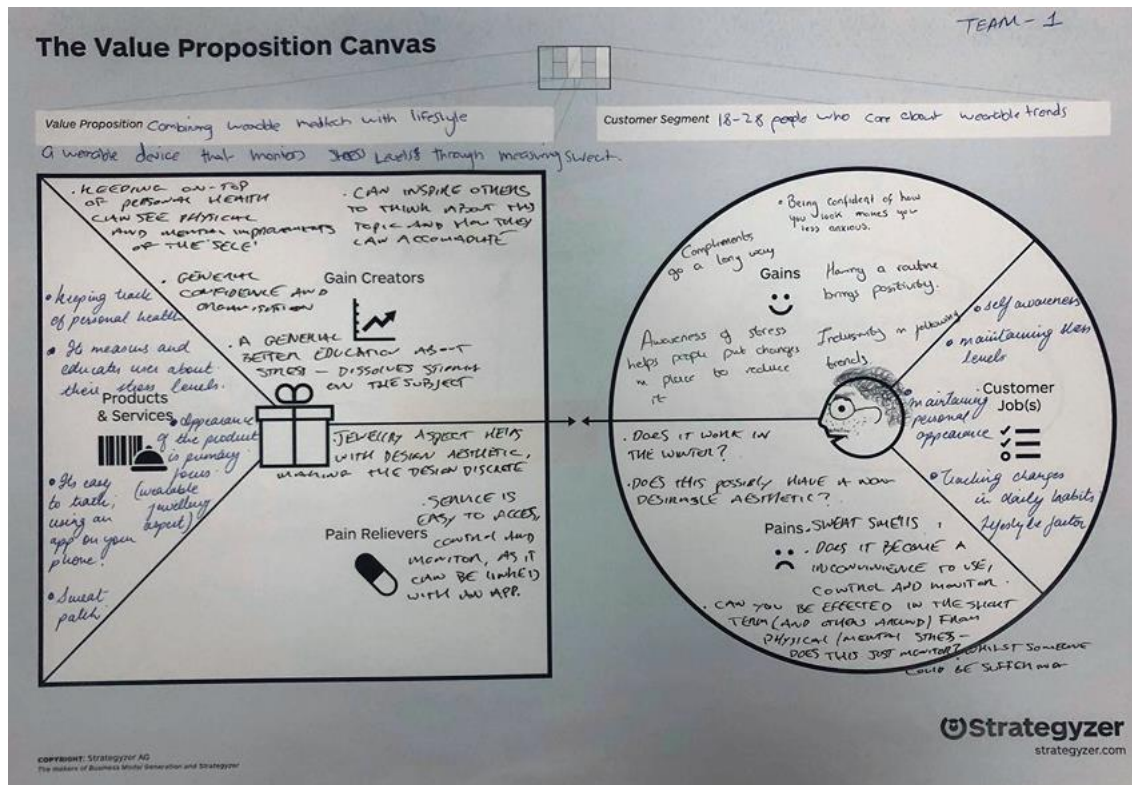 TEAM - 1
The Value Proposition Canvas
Value Proposition Combining wearable medtech with lifestyle
A wearable device that monitors stress levels through measuring sweat.
Customer Segment 18-28 people who care about wearable trends
• KEEPING ON-TOP
OF PERSONAL HEALTH
CAN SEE PHYSICAL
AND MENTAL IMPROVEMENTS
OF THE 'SELF'
• CAN INSPIRE OTHERS
TO THINK ABOUT THIS
TOPIC AND HOW THEY
CAN ACCOMADATE
• GENERAL
CONFIDENCE AND
ORGANISATION
Gain Creators
• A GENERAL
BETTER EDUCATION ABOUT
STRESS – DISSOLVES STIGMA
ON THE SUBJECT
• keeping track
of personal health
• Its measures and
educates user about
their stress levels.
Products
& Services
• appearance
of the product
is primary
focus
(wearable
jewellery
aspect)
• Its easy
to track,
using an
app on your
phone.
• Sweat
patch
• JEWELLRY ASPECT HELPS
WITH DESIGN AESTHETIC,
MAKING THE DESIGN DISCRETE
• SERVICE IS
EASY TO ACCES,
CONTROL AND
MONITOR, AS IT
CAN BE LINKED
WITH AN APP.
Pain Relievers
• Being confident of how
you look makes you
less anxious.
Compliments
go a long way
Gains
Having a routine
brings positivity.
Awareness of stress
helps people put changes
in place to reduce
it
Inclusivity in following
trends.
• self awareness
• maintaining stress
levels
Customer
Job(s)
• maintaining
personal
appearance
• Tracking changes
in daily habits
lifestyle factor
• DOES IT WORK IN
THE WINTER?
• DOES THIS POSSIBLY HAVE A NON
DESIRABLE AESTHETIC?
Pains
• SWEAT SMELLS
• DOES IT BECOME A
INCONVINIENCE TO USE,
CONTROL AND MONITOR.
• CAN YOU BE EFFECTED IN THE SHORT
TERM (AND OTHERS AROUND) FROM
PHYSICAL/MENTAL STRESS –
DOES THIS JUST MONITOR? WHILST SOMEONE
COULD BE SUFFERING
COPYRIGHT: Strategyzer AG
The makers of Business Model Generation and Strategyzer
Strategyzer
strategyzer.com